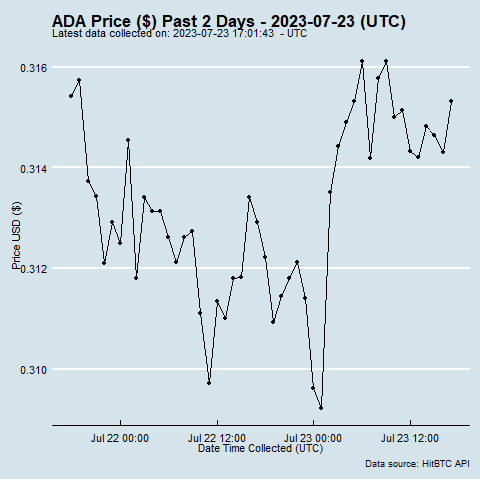 ADA Price ($) Past 2 Days - 2023-07-23 (UTC)
Latest data collected on: 2023-07-23 17:01:43  - UTC
0.316
0.314
0.312
0.310
Price USD ($)
Jul 22 00:00
Jul 22 12:00
Jul 23 00:00
Jul 23 12:00
Date Time Collected (UTC)
Data source: HitBTC API